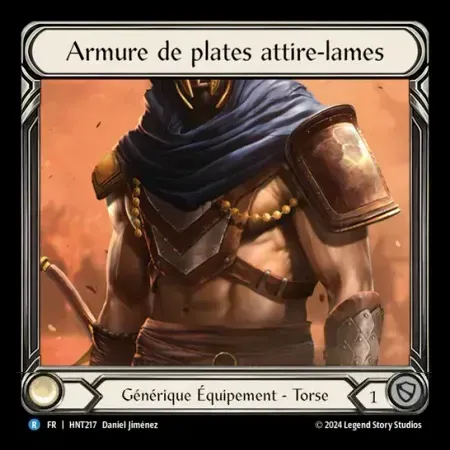 Armure de plates attire-lames
Générique Équipement - Torse
1
R FR | HNT217 Daniel Jiménez
© 2024 Legend Story Studios